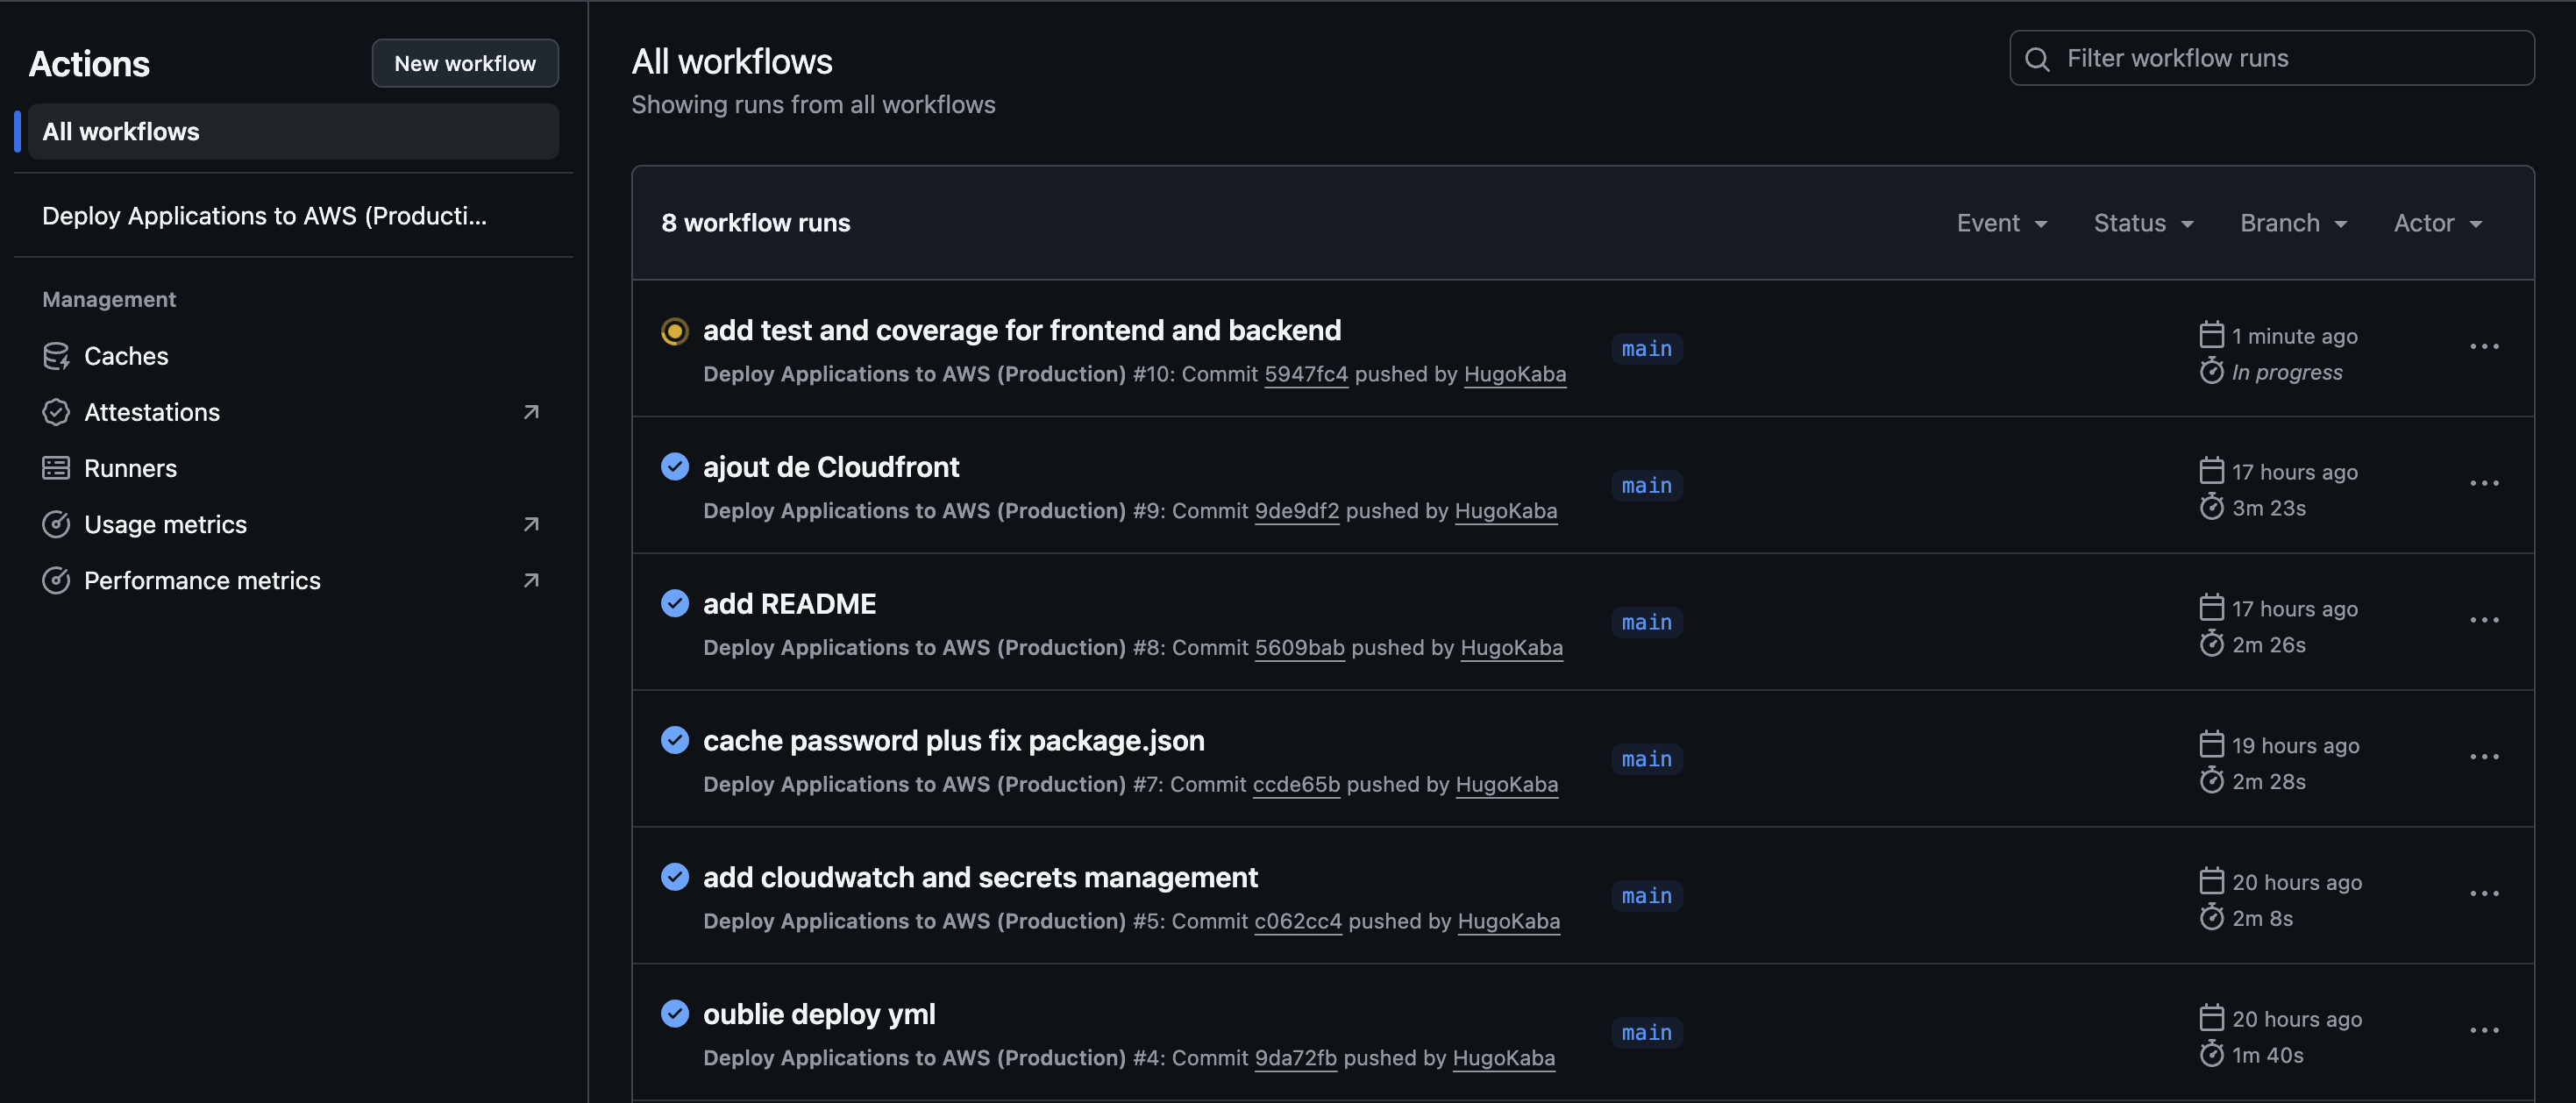 Actions
New workflow
All workflows
Deploy Applications to AWS (Producti...
Management
Caches
Attestations
Runners
Usage metrics
Performance metrics
All workflows
Showing runs from all workflows
Filter workflow runs
8 workflow runs
Event
Status
Branch
Actor
add test and coverage for frontend and backend
Deploy Applications to AWS (Production) #10: Commit 5947fc4 pushed by HugoKaba
main
1 minute ago
In progress
ajout de Cloudfront
Deploy Applications to AWS (Production) #9: Commit 9de9df2 pushed by HugoKaba
main
17 hours ago
3m 23s
add README
Deploy Applications to AWS (Production) #8: Commit 5609bab pushed by HugoKaba
main
17 hours ago
2m 26s
cache password plus fix package.json
Deploy Applications to AWS (Production) #7: Commit ccde65b pushed by HugoKaba
main
19 hours ago
2m 28s
add cloudwatch and secrets management
Deploy Applications to AWS (Production) #5: Commit c062cc4 pushed by HugoKaba
main
20 hours ago
2m 8s
oublie deploy yml
Deploy Applications to AWS (Production) #4: Commit 9da72fb pushed by HugoKaba
main
20 hours ago
1m 40s